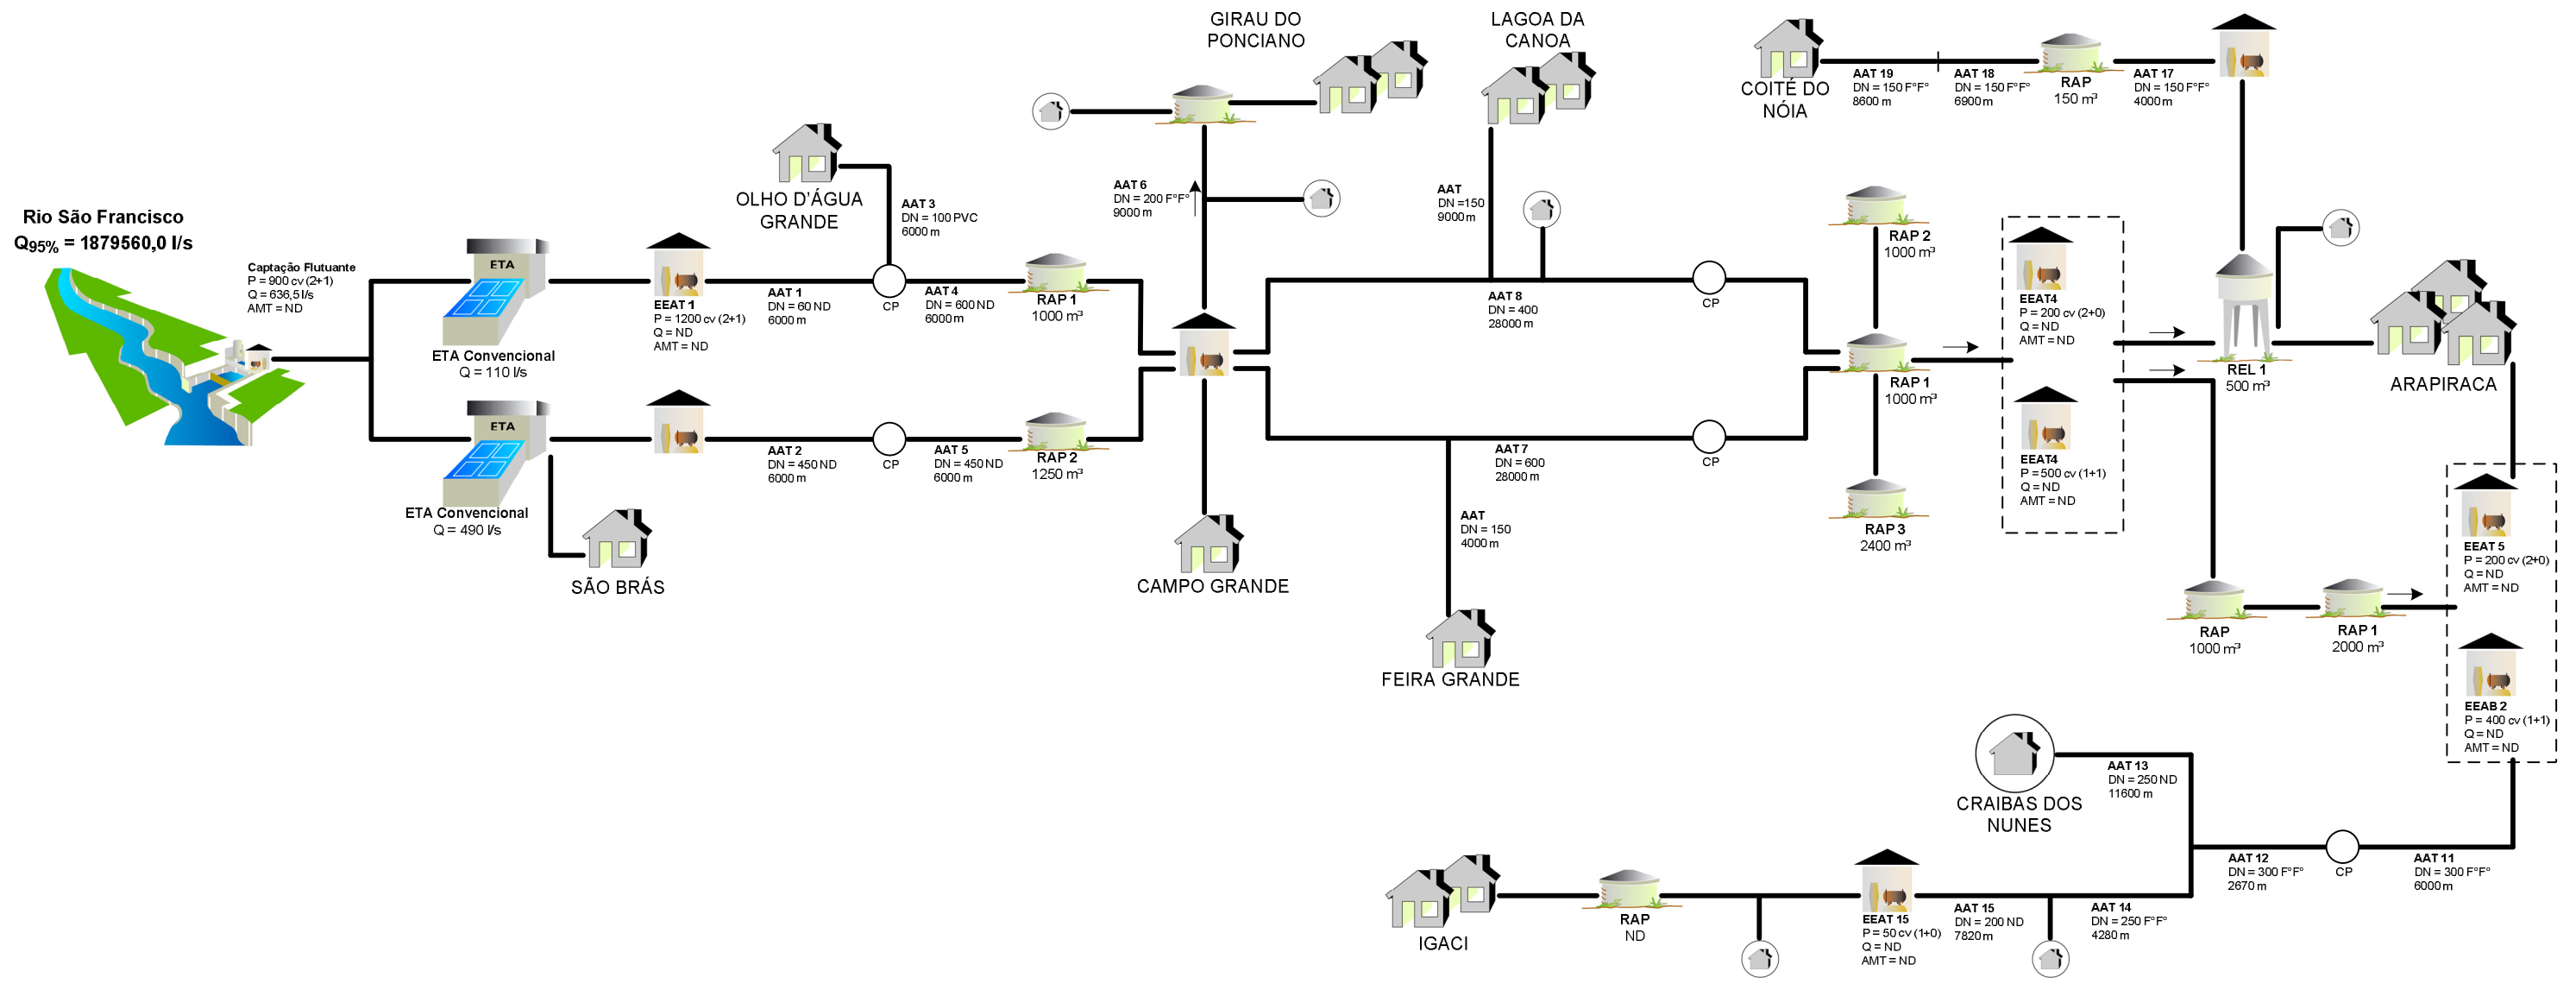 Rio São Francisco
Q95% = 1879560,0 l/s
Captação Flutuante
P = 900 cv (2+1)
Q = 636,5 l/s
AMT = ND
ETA
ETA Convencional
Q = 110 l/s
ETA
ETA Convencional
Q = 490 l/s
SÃO BRÁS
EEAT 1
P = 1200 cv (2+1)
Q = ND
AMT = ND
AAT 1
DN = 60 ND
6000 m
AAT 2
DN = 450 ND
6000 m
OLHO D'ÁGUA
GRANDE
AAT 3
DN = 100 PVC
6000 m
CP
AAT 4
DN = 600 ND
6000 m
CP
AAT 5
DN = 450 ND
6000 m
RAP 1
1000 m³
RAP 2
1250 m³
GIRAU DO
PONCIANO
AAT 6
DN = 200 FºFº
9000 m
CAMPO GRANDE
LAGOA DA
CANOA
AAT
DN =150
9000 m
AAT 8
DN = 400
28000 m
CP
AAT 7
DN = 600
28000 m
CP
AAT
DN = 150
4000 m
FEIRA GRANDE
RAP 2
1000 m³
RAP 1
1000 m³
RAP 3
2400 m³
COITÉ DO
NÓIA
AAT 19
DN = 150 FºFº
8600 m
AAT 18
DN = 150 FºFº
6900 m
RAP
150 m³
AAT 17
DN = 150 FºFº
4000 m
EEAT4
P = 200 cv (2+0)
Q = ND
AMT = ND
EEAT4
P = 500 cv (1+1)
Q = ND
AMT = ND
REL 1
500 m³
ARAPIRACA
RAP
1000 m³
RAP 1
2000 m³
EEAT 5
P = 200 cv (2+0)
Q = ND
AMT = ND
EEAB 2
P = 400 cv (1+1)
Q = ND
AMT = ND
CRAIBAS DOS
NUNES
AAT 13
DN = 250 ND
11600 m
AAT 12
DN = 300 FºFº
2670 m
CP
AAT 11
DN = 300 FºFº
6000 m
IGACI
RAP
ND
EEAT 15
P = 50 cv (1+0)
Q = ND
AMT = ND
AAT 15
DN = 200 ND
7820 m
AAT 14
DN = 250 FºFº
4280 m